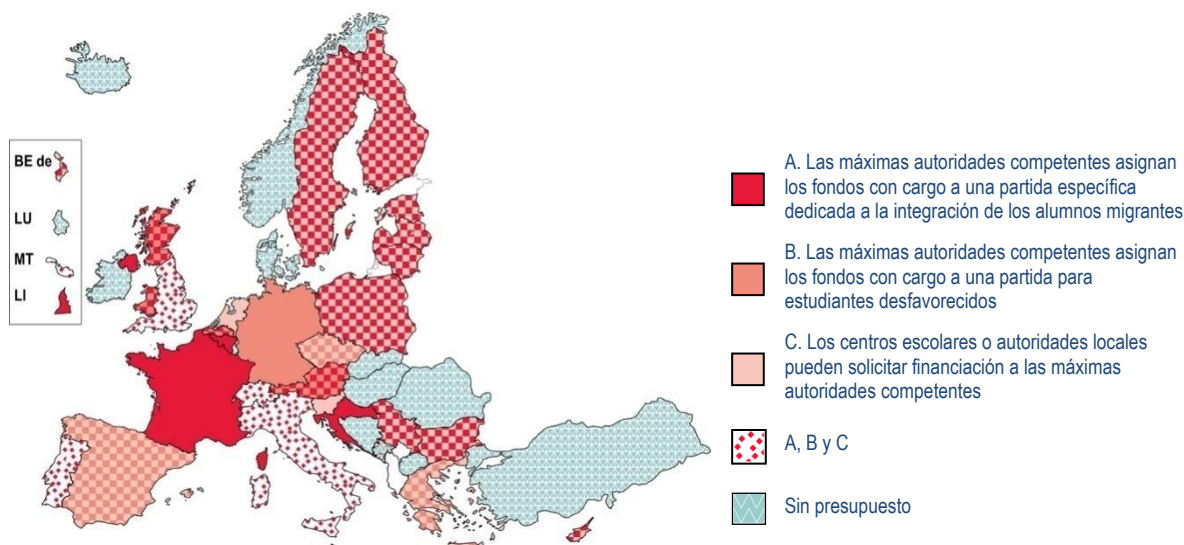 BE de
LU
MT
LI
A. Las máximas autoridades competentes asignan
los fondos con cargo a una partida específica
dedicada a la integración de los alumnos migrantes
B. Las máximas autoridades competentes asignan
los fondos con cargo a una partida para
estudiantes desfavorecidos
C. Los centros escolares o autoridades locales
pueden solicitar financiación a las máximas
autoridades competentes
A, B y C
Sin presupuesto